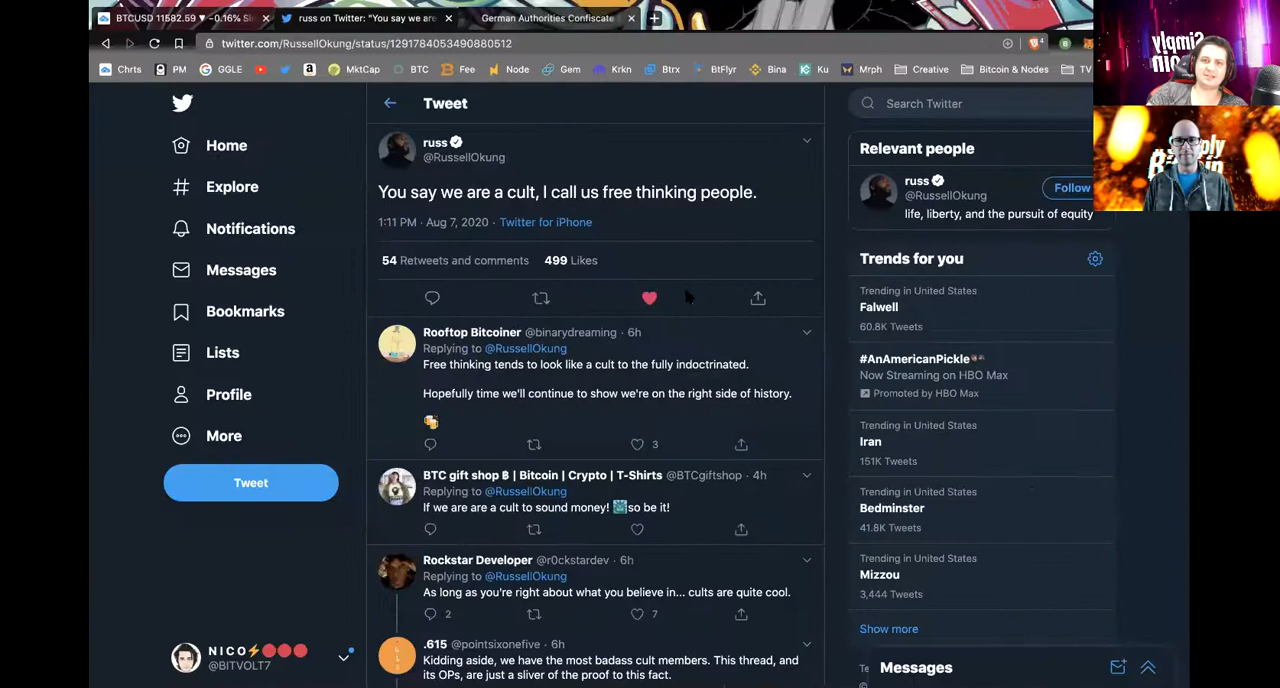 BTCUSD 11582.59 ▼ −0.16%
russ on Twitter: "You say we are
German Authorities Confiscate
twitter.com/RussellOkung/status/1291784053490880512
Chrts PM GGLE MktCap BTC Fee Node Gem Krkn Btrx BtFlyr Bina Ku Mrph Creative Bitcoin & Nodes TV
Home
Explore
Notifications
Messages
Bookmarks
Lists
Profile
More
Tweet
NICO⚡🔴🔴🔴
@BITVOLT7
Tweet
russ
@RussellOkung
You say we are a cult, I call us free thinking people.
1:11 PM · Aug 7, 2020 · Twitter for iPhone
54 Retweets and comments 499 Likes
Rooftop Bitcoiner @binarydreaming · 6h
Replying to @RussellOkung
Free thinking tends to look like a cult to the fully indoctrinated.
Hopefully time we'll continue to show we're on the right side of history.
🍻
3
BTC gift shop ฿ | Bitcoin | Crypto | T-Shirts @BTCgiftshop · 4h
Replying to @RussellOkung
If we are are a cult to sound money! so be it!
Rockstar Developer @r0ckstardev · 6h
Replying to @RussellOkung
As long as you're right about what you believe in... cults are quite cool.
2 7
.615 @pointsixonefive · 6h
Kidding aside, we have the most badass cult members. This thread, and
its OPs, are just a sliver of the proof to this fact.
Search Twitter
Relevant people
russ
@RussellOkung
Follow
life, liberty, and the pursuit of equity
Trends for you
Trending in United States
Falwell
60.8K Tweets
#AnAmericanPickle
Now Streaming on HBO Max
Promoted by HBO Max
Trending in United States
Iran
151K Tweets
Trending in United States
Bedminster
41.8K Tweets
Trending in United States
Mizzou
3,444 Tweets
Show more
Messages